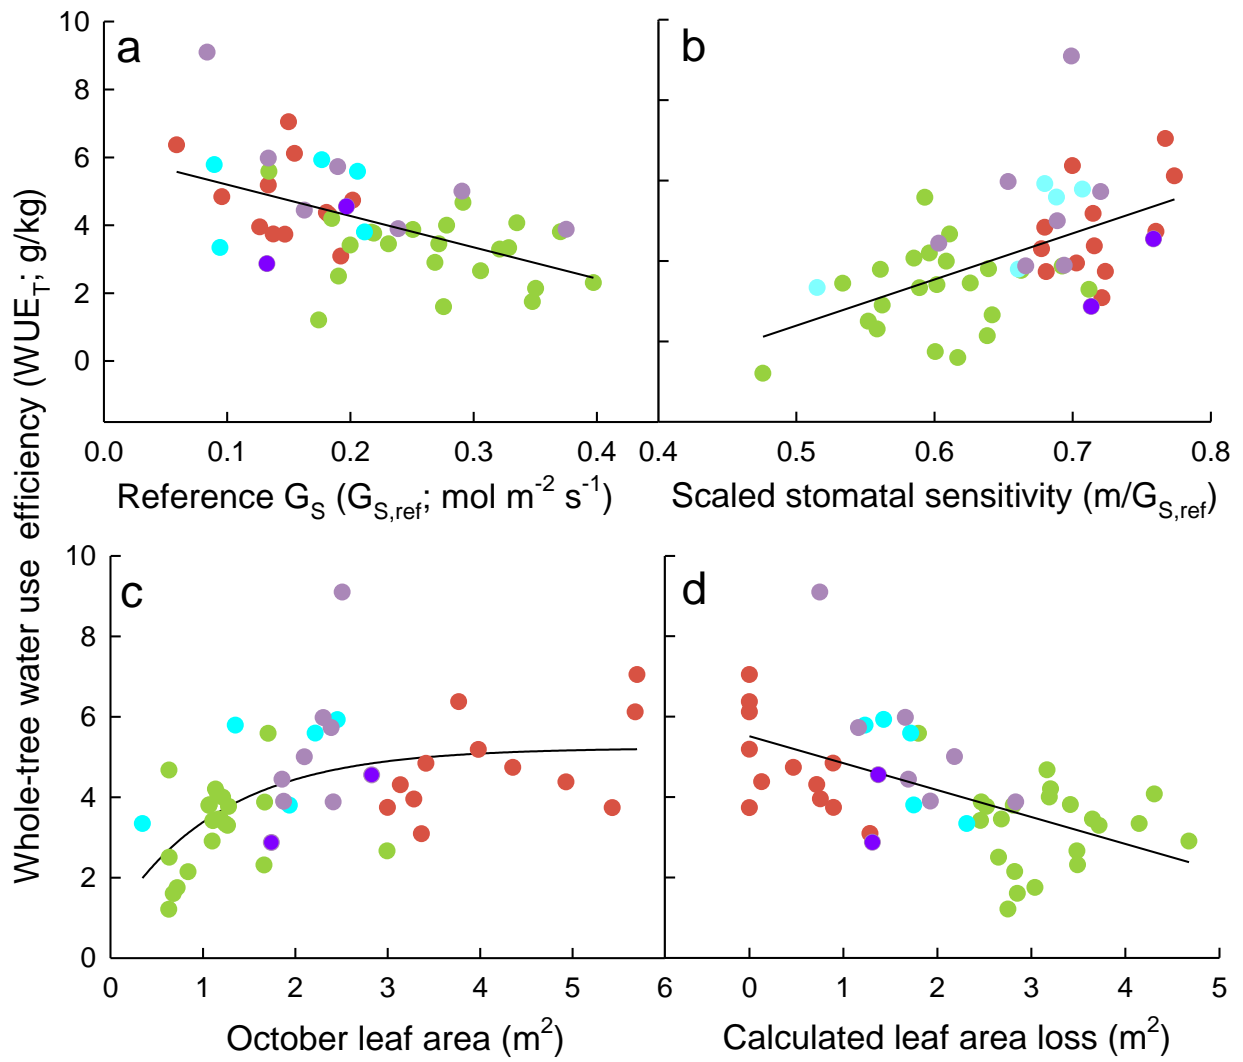 Whole-tree water use efficiency (WUE_T; g/kg)
a
10
8
6
4
2
0
0.0 0.1 0.2 0.3 0.4
Reference G_S (G_S,ref; mol m^-2 s^-1)
b
0.4 0.5 0.6 0.7 0.8
Scaled stomatal sensitivity (m/G_S,ref)
c
10
8
6
4
2
0
0 1 2 3 4 5 6
October leaf area (m^2)
d
0 1 2 3 4 5
Calculated leaf area loss (m^2)